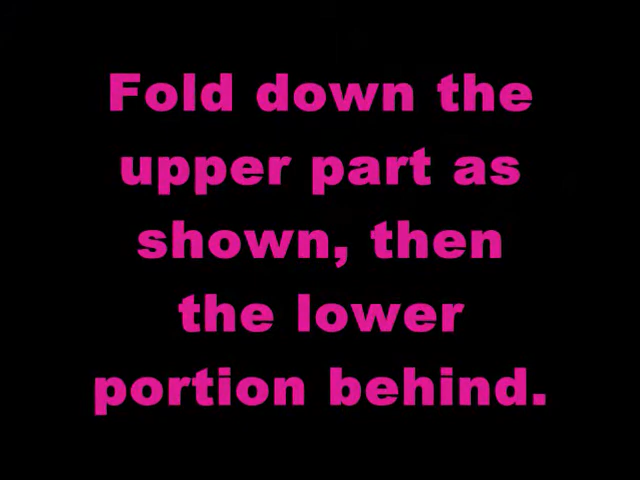 Fold down the
upper part as
shown, then
the lower
portion behind.